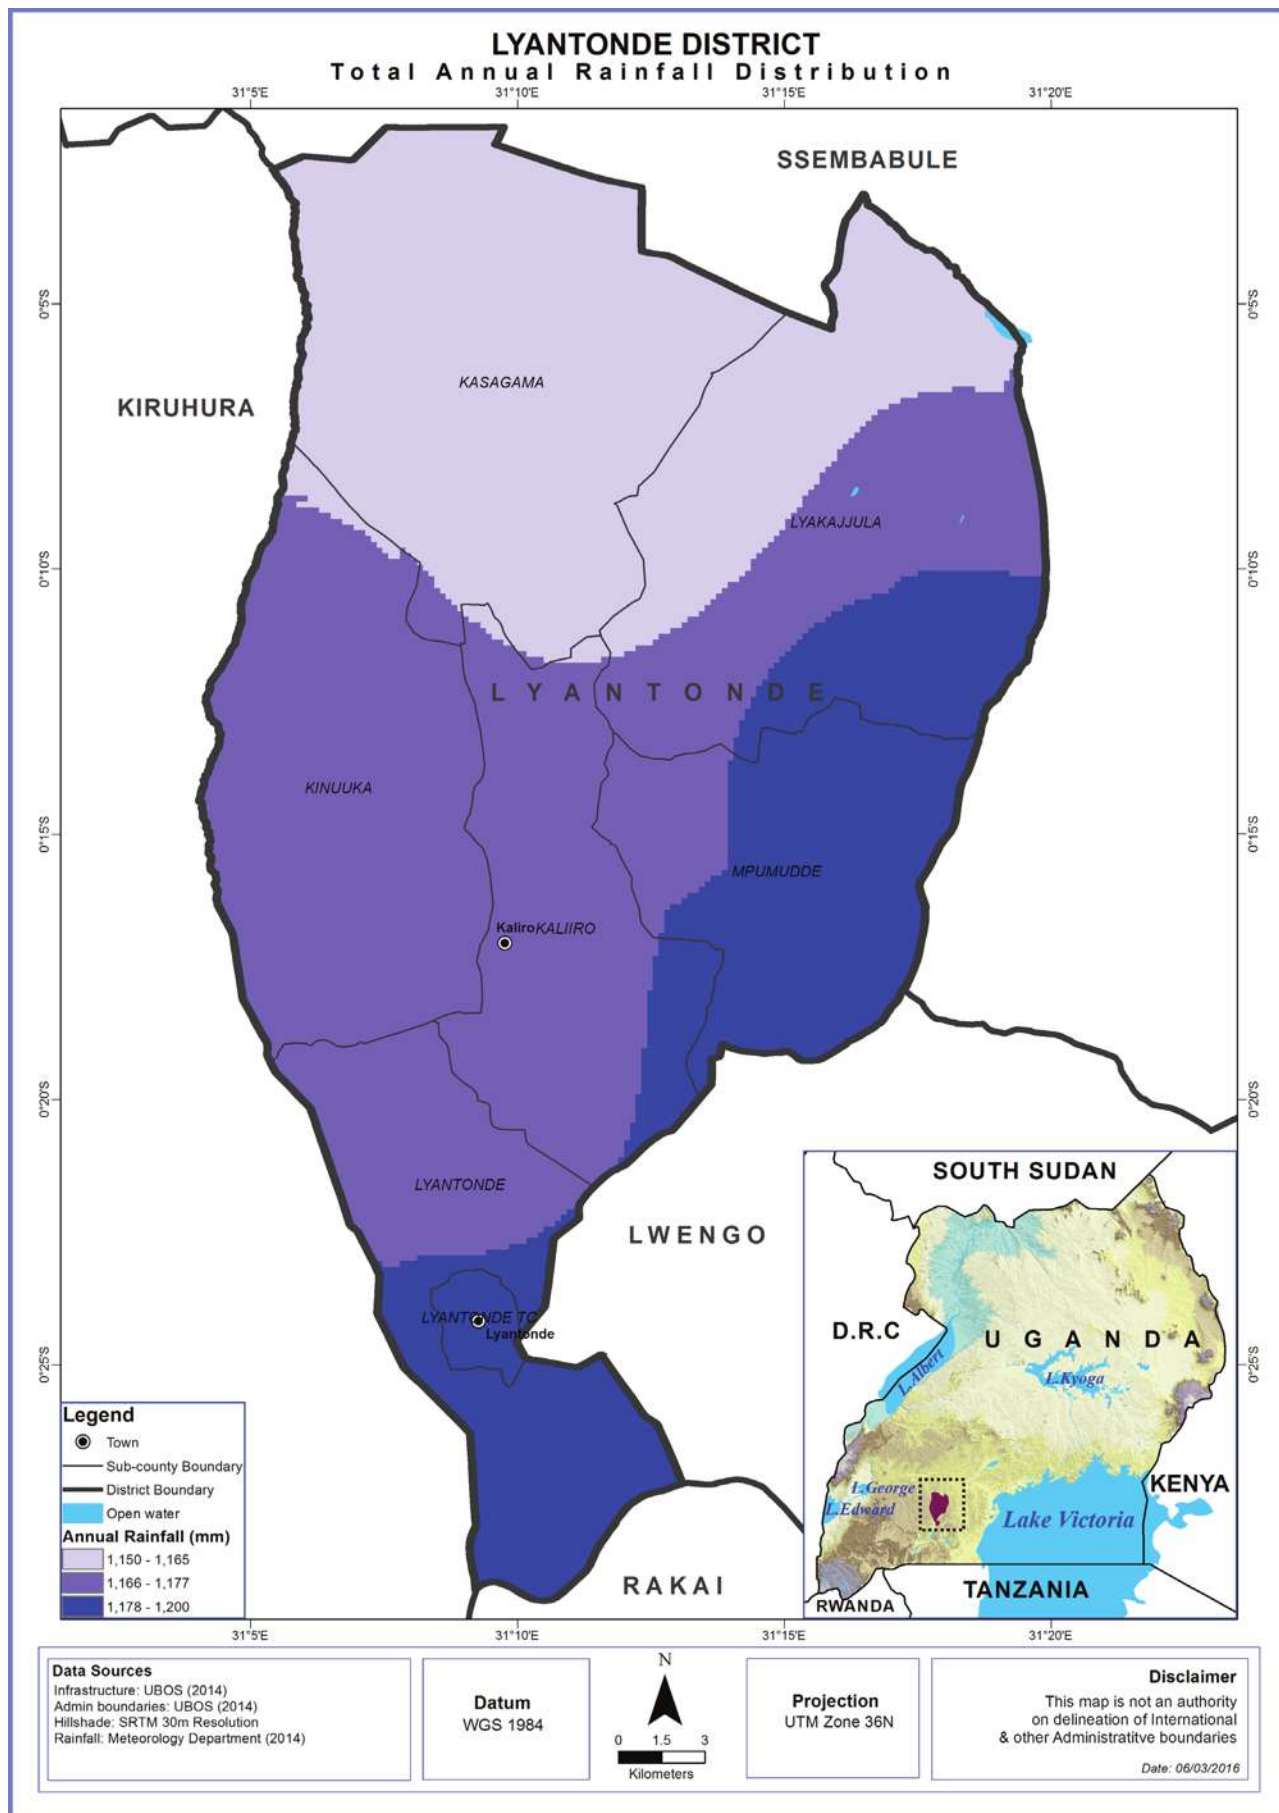 LYANTONDE DISTRICT
Total Annual Rainfall Distribution
31°5'E 31°10'E 31°15'E 31°20'E
SSEMBABULE
0°5'S 0°5'S
KASAGAMA
KIRUHURA
LYAKAJJULA
0°10'S 0°10'S
LYANTONDE
KINUUKA
0°15'S 0°15'S
MPUMUDDE
Kaliro KALIIRO
0°20'S 0°20'S
LYANTONDE
LWENGO
LYANTONDE TC
Lyantonde
0°25'S 0°25'S
RAKAI
SOUTH SUDAN
D.R.C
UGANDA
L.Albert
L.Kyoga
KENYA
L.George
L.Edward
Lake Victoria
TANZANIA
RWANDA
Legend
Town
Sub-county Boundary
District Boundary
Open water
Annual Rainfall (mm)
1,150 - 1,165
1,166 - 1,177
1,178 - 1,200
31°5'E 31°10'E 31°15'E 31°20'E
Data Sources
Infrastructure: UBOS (2014)
Admin boundaries: UBOS (2014)
Hillshade: SRTM 30m Resolution
Rainfall: Meteorology Department (2014)
Datum
WGS 1984
N
0 1.5 3
Kilometers
Projection
UTM Zone 36N
Disclaimer
This map is not an authority
on delineation of International
& other Administratitve boundaries
Date: 06/03/2016